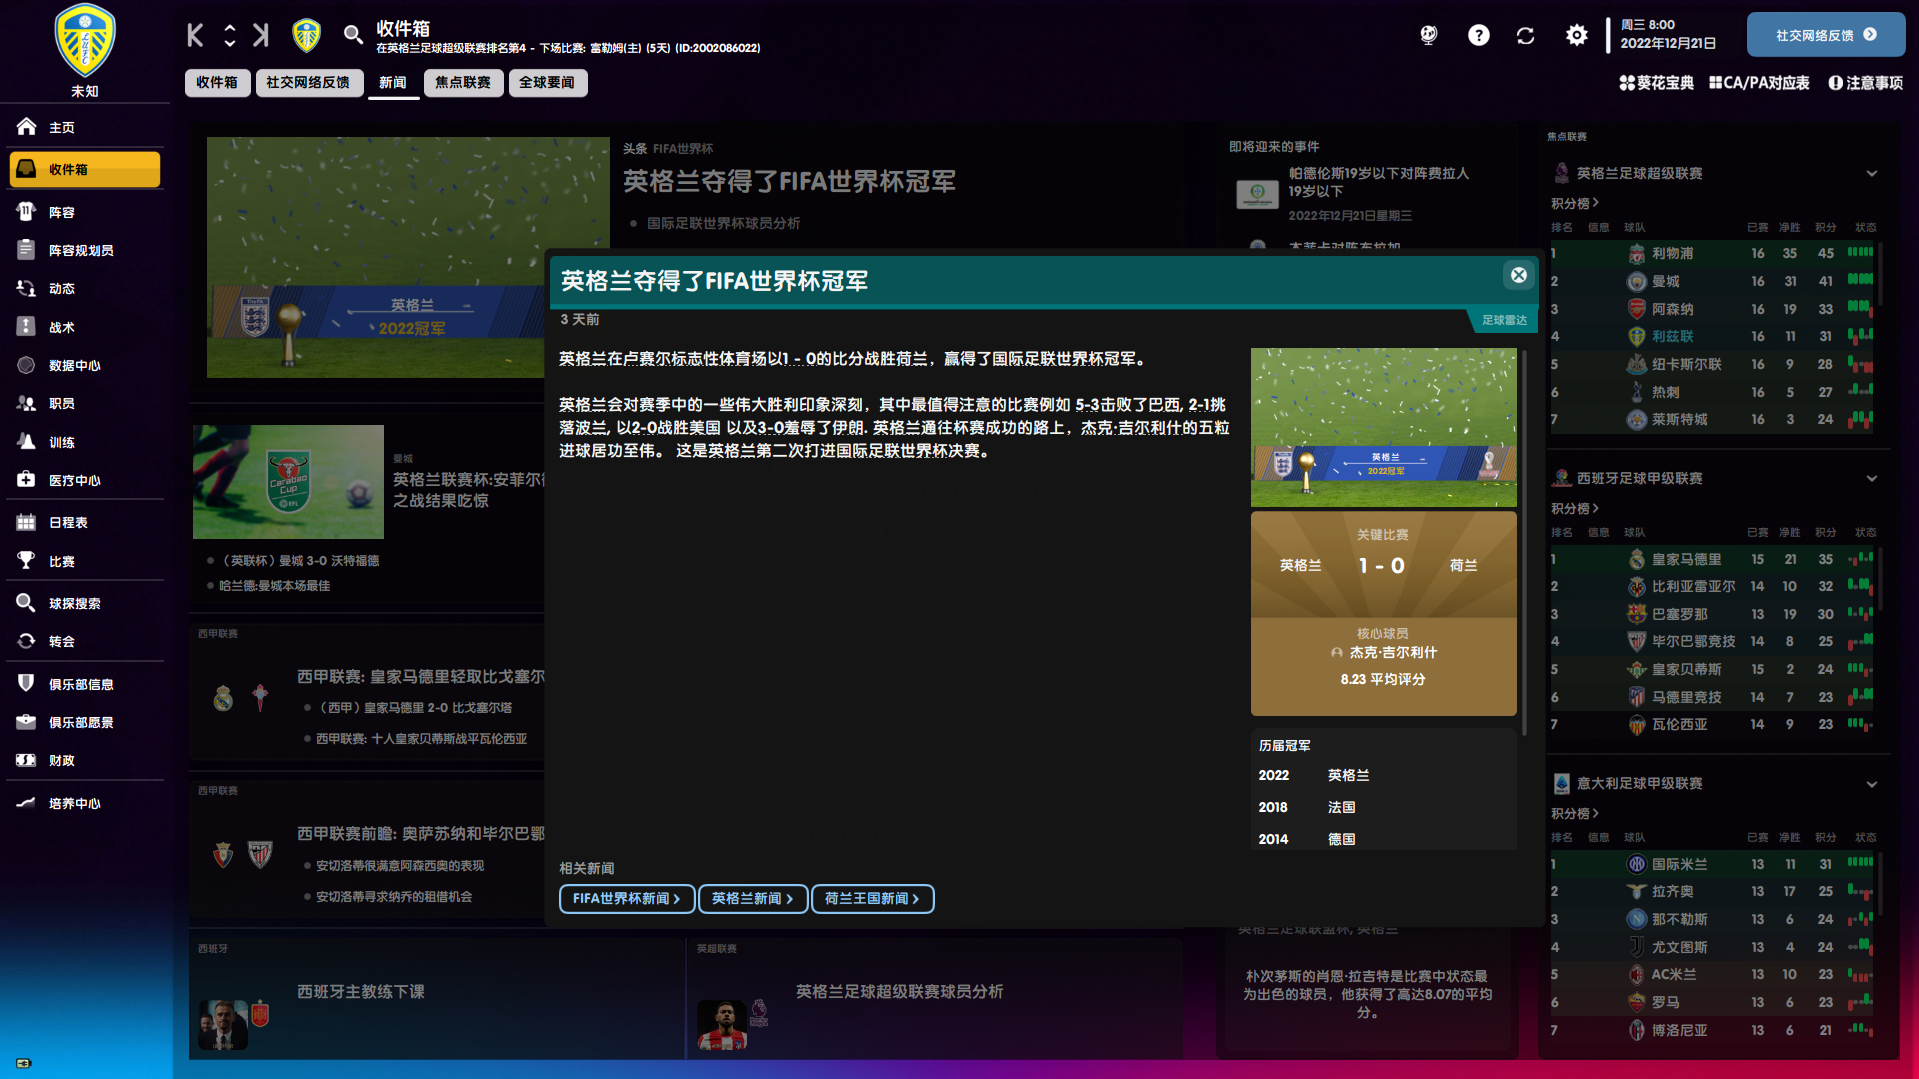 收件箱
在英格兰足球超级联赛排名第4 - 下场比赛: 富勒姆(主) (5天) (ID:2002086022)
周三 8:00
2022年12月21日
社交网络反馈
未知
收件箱
社交网络反馈
新闻
焦点联赛
全球要闻
葵花宝典
CA/PA对应表
注意事项
主页
收件箱
阵容
阵容规划员
动态
战术
数据中心
职员
训练
医疗中心
日程表
比赛
球探搜索
转会
俱乐部信息
俱乐部愿景
财政
培养中心
英格兰
2022冠军
头条 FIFA世界杯
英格兰夺得了FIFA世界杯冠军
国际足联世界杯球员分析
即将迎来的事件
帕德伦斯19岁以下对阵费拉人
19岁以下
2022年12月21日星期三
英格兰夺得了FIFA世界杯冠军
3 天前
足球雷达
英格兰在卢赛尔标志性体育场以1 - 0的比分战胜荷兰，赢得了国际足联世界杯冠军。
英格兰会对赛季中的一些伟大胜利印象深刻，其中最值得注意的比赛例如 5-3击败了巴西, 2-1挑
落波兰, 以2-0战胜美国 以及3-0羞辱了伊朗. 英格兰通往杯赛成功的路上，杰克·吉尔利什的五粒
进球居功至伟。 这是英格兰第二次打进国际足联世界杯决赛。
英格兰
2022冠军
关键比赛
英格兰 1 - 0 荷兰
核心球员
杰克·吉尔利什
8.23 平均评分
历届冠军
2022 英格兰
2018 法国
2014 德国
相关新闻
FIFA世界杯新闻
英格兰新闻
荷兰王国新闻
Carabao
Cup
EFL
曼城
英格兰联赛杯:安菲尔德
之战结果吃惊
（英联杯）曼城 3-0 沃特福德
哈兰德:曼城本场最佳
西甲联赛
西甲联赛: 皇家马德里轻取比戈塞尔
（西甲）皇家马德里 2-0 比戈塞尔塔
西甲联赛: 十人皇家贝蒂斯战平瓦伦西亚
西甲联赛
西甲联赛前瞻: 奥萨苏纳和毕尔巴鄂
安切洛蒂很满意阿森西奥的表现
安切洛蒂寻求纳乔的租借机会
西班牙
西班牙主教练下课
英超联赛
英格兰足球超级联赛球员分析
英格兰足球联盟杯, 英格兰
朴次茅斯的肖恩·拉吉特是比赛中状态最
为出色的球员，他获得了高达8.07的平均
分。
焦点联赛
英格兰足球超级联赛
积分榜
排名 信息 球队 已赛 净胜 积分 状态
1 利物浦 16 35 45
2 曼城 16 31 41
3 阿森纳 16 19 33
4 利兹联 16 11 31
5 纽卡斯尔联 16 9 28
6 热刺 16 5 27
7 莱斯特城 16 3 24
西班牙足球甲级联赛
积分榜
排名 信息 球队 已赛 净胜 积分 状态
1 皇家马德里 15 21 35
2 比利亚雷亚尔 14 10 32
3 巴塞罗那 13 19 30
4 毕尔巴鄂竞技 14 8 25
5 皇家贝蒂斯 15 2 24
6 马德里竞技 14 7 23
7 瓦伦西亚 14 9 23
意大利足球甲级联赛
积分榜
排名 信息 球队 已赛 净胜 积分 状态
1 国际米兰 13 11 31
2 拉齐奥 13 17 25
3 那不勒斯 13 6 24
4 尤文图斯 13 4 24
5 AC米兰 13 10 23
6 罗马 13 6 23
7 博洛尼亚 13 6 21